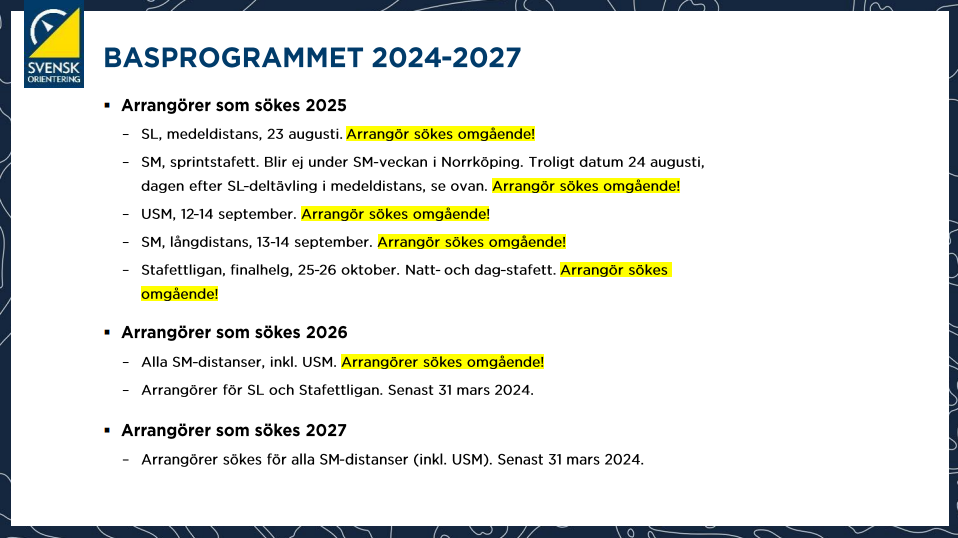 SVENSK
ORIENTERING
BASPROGRAMMET 2024-2027
▪ Arrangörer som sökes 2025
– SL, medeldistans, 23 augusti. Arrangör sökes omgående!
– SM, sprintstafett. Blir ej under SM-veckan i Norrköping. Troligt datum 24 augusti,
dagen efter SL-deltävling i medeldistans, se ovan. Arrangör sökes omgående!
– USM, 12-14 september. Arrangör sökes omgående!
– SM, långdistans, 13-14 september. Arrangör sökes omgående!
– Stafettligan, finalhelg, 25-26 oktober. Natt- och dag-stafett. Arrangör sökes
omgående!
▪ Arrangörer som sökes 2026
– Alla SM-distanser, inkl. USM. Arrangörer sökes omgående!
– Arrangörer för SL och Stafettligan. Senast 31 mars 2024.
▪ Arrangörer som sökes 2027
– Arrangörer sökes för alla SM-distanser (inkl. USM). Senast 31 mars 2024.